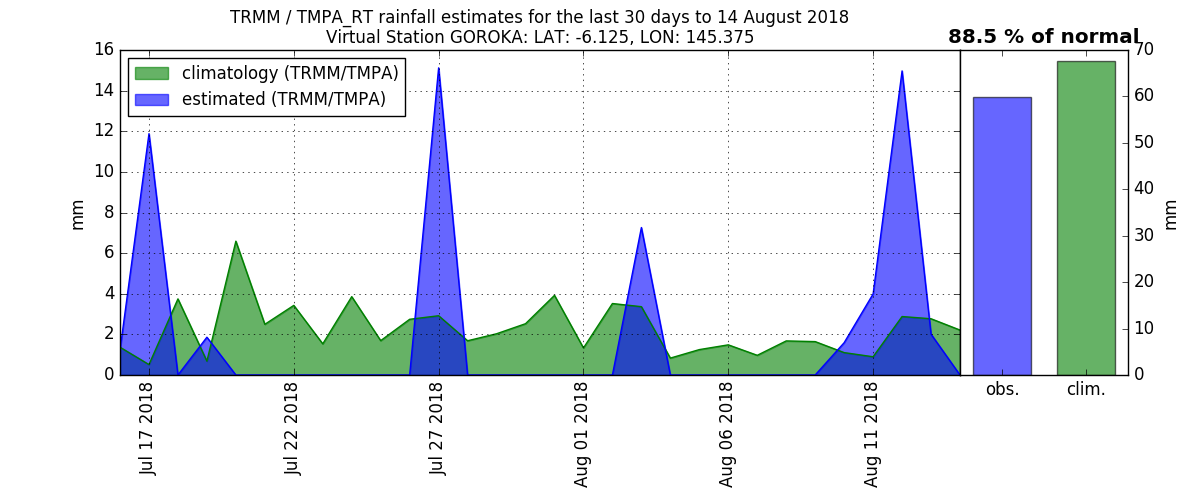 TRMM / TMPA_RT rainfall estimates for the last 30 days to 14 August 2018
Virtual Station GOROKA: LAT: -6.125, LON: 145.375
88.5 % of normal
climatology (TRMM/TMPA)
estimated (TRMM/TMPA)
mm
16
14
12
10
8
6
4
2
0
Jul 17 2018
Jul 22 2018
Jul 27 2018
Aug 01 2018
Aug 06 2018
Aug 11 2018
obs.
clim.
70
60
50
40
30
20
10
0
mm